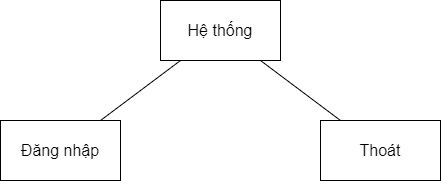 Hệ thống
Đăng nhập
Thoát